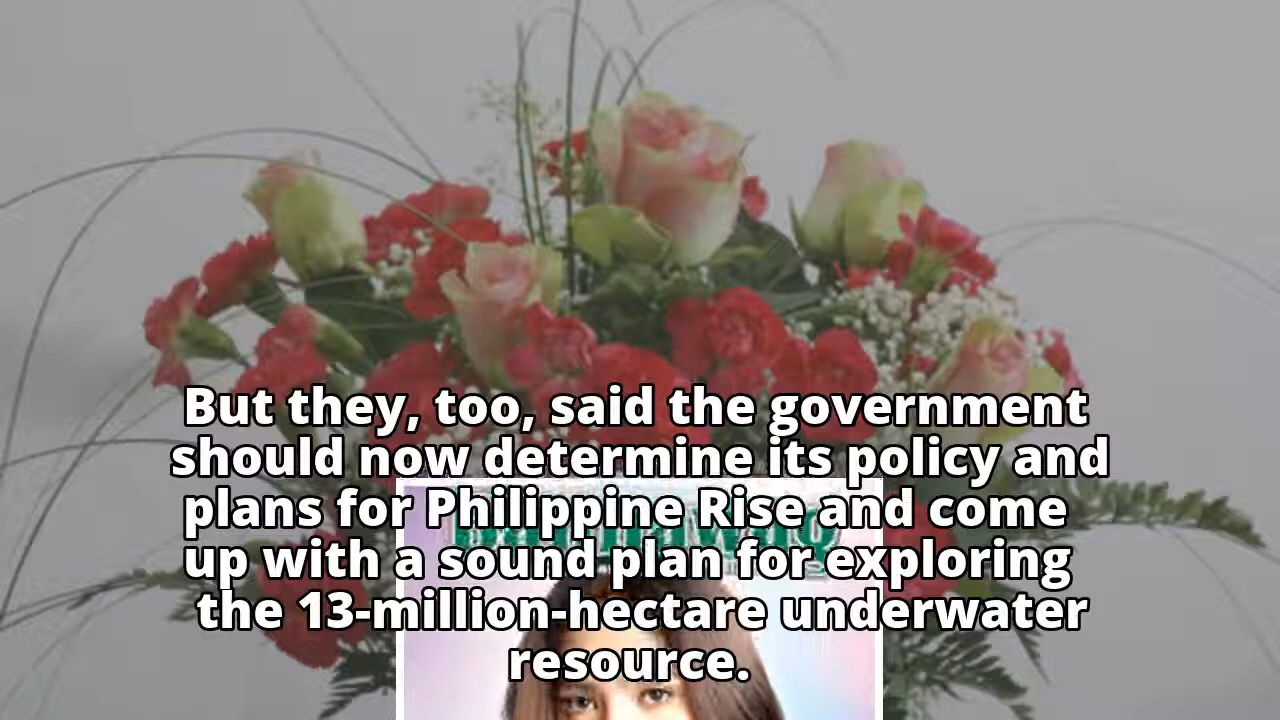 But they, too, said the government
should now determine its policy and
plans for Philippine Rise and come
up with a sound plan for exploring
the 13-million-hectare underwater
resource.